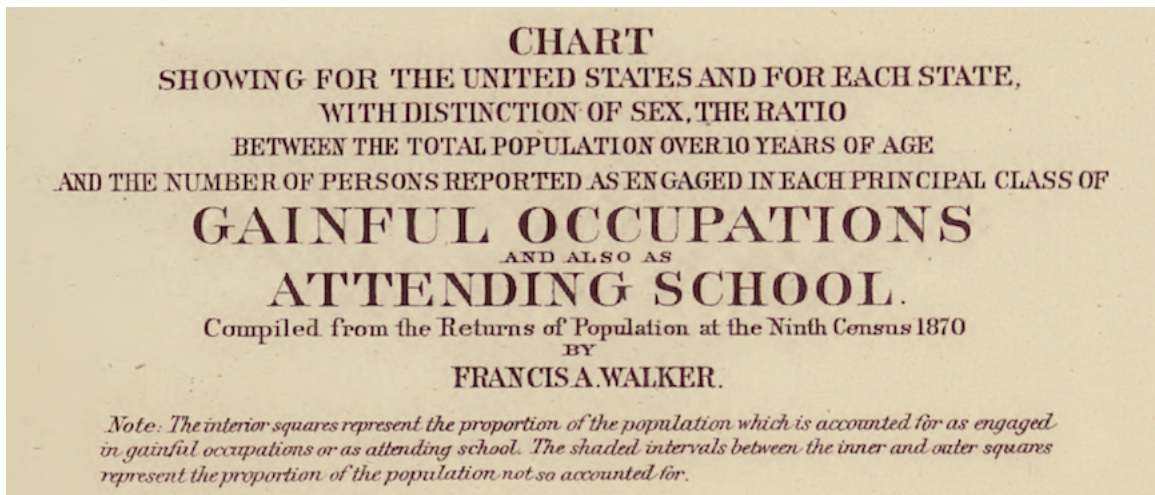 CHART
SHOWING FOR THE UNITED STATES AND FOR EACH STATE,
WITH DISTINCTION OF SEX, THE RATIO
BETWEEN THE TOTAL POPULATION OVER 10 YEARS OF AGE
AND THE NUMBER OF PERSONS REPORTED AS ENGAGED IN EACH PRINCIPAL CLASS OF
GAINFUL OCCUPATIONS
AND ALSO AS
ATTENDING SCHOOL.
Compiled from the Returns of Population at the Ninth Census 1870
BY
FRANCIS A. WALKER.
Note: The interior squares represent the proportion of the population which is accounted for as engaged
in gainful occupations or as attending school. The shaded intervals between the inner and outer squares
represent the proportion of the population not so accounted for.